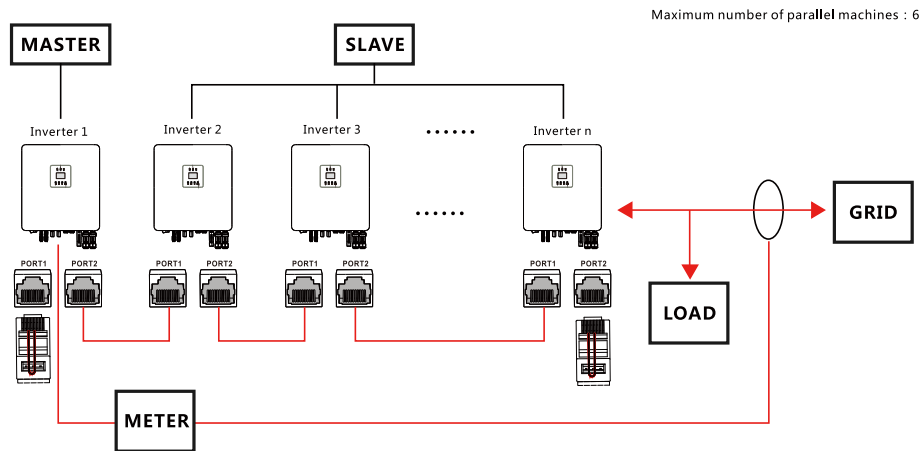 Maximum number of parallel machines : 6
MASTER
SLAVE
Inverter 1
Inverter 2
Inverter 3
......
Inverter n
......
GRID
PORT1
PORT2
PORT1
PORT2
PORT1
PORT2
PORT1
PORT2
LOAD
METER